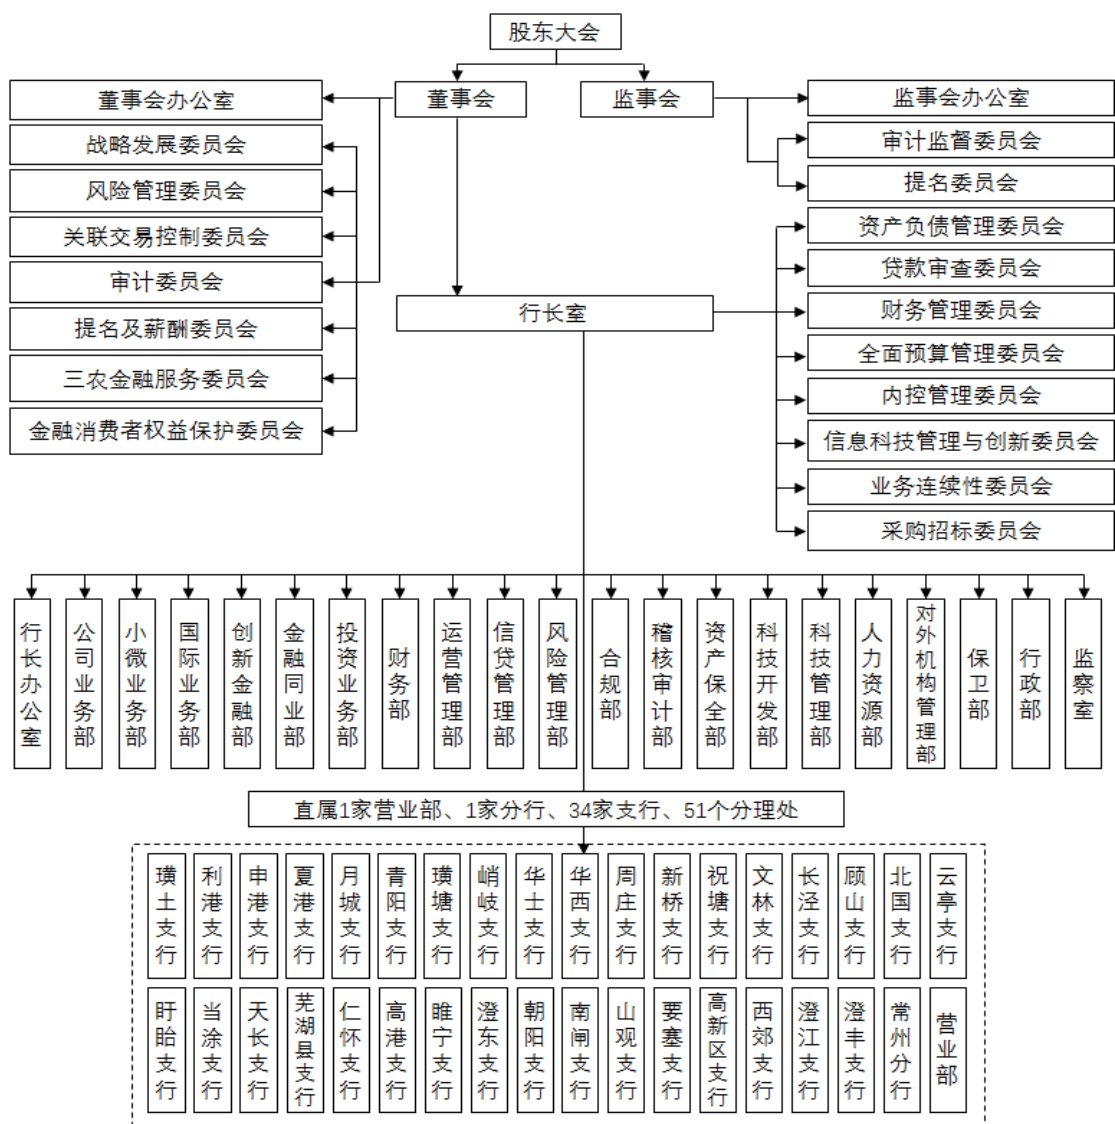 股东大会
董事会
监事会
董事会办公室
战略发展委员会
风险管理委员会
关联交易控制委员会
审计委员会
提名及薪酬委员会
三农金融服务委员会
金融消费者权益保护委员会
监事会办公室
审计监督委员会
提名委员会
行长室
资产负债管理委员会
贷款审查委员会
财务管理委员会
全面预算管理委员会
内控管理委员会
信息科技管理与创新委员会
业务连续性委员会
采购招标委员会
行长办公室
公司业务部
小微业务部
国际业务部
创新金融部
金融同业部
投资业务部
财务部
运营管理部
信贷管理部
风险管理部
合规部
稽核审计部
资产保全部
科技开发部
科技管理部
人力资源部
对外机构管理部
保卫部
行政部
监察室
直属1家营业部、1家分行、34家支行、51个分理处
璜土支行
利港支行
申港支行
夏港支行
月城支行
青阳支行
璜塘支行
峭岐支行
华士支行
华西支行
周庄支行
新桥支行
祝塘支行
文林支行
长泾支行
顾山支行
北国支行
云亭支行
盱眙支行
当涂支行
天长支行
芜湖县支行
仁怀支行
高港支行
睢宁支行
澄东支行
朝阳支行
南闸支行
山观支行
要塞支行
高新区支行
西郊支行
澄江支行
澄丰支行
常州分行
营业部